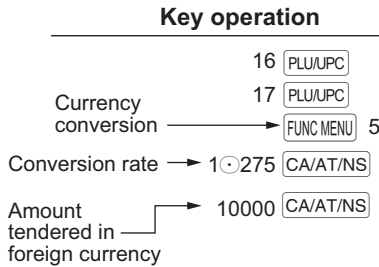 Key operation
16 PLU/UPC
17 PLU/UPC
Currency
conversion FUNC MENU 5
Conversion rate 1⊙275 CA/AT/NS
Amount 10000 CA/AT/NS
tendered in
foreign currency